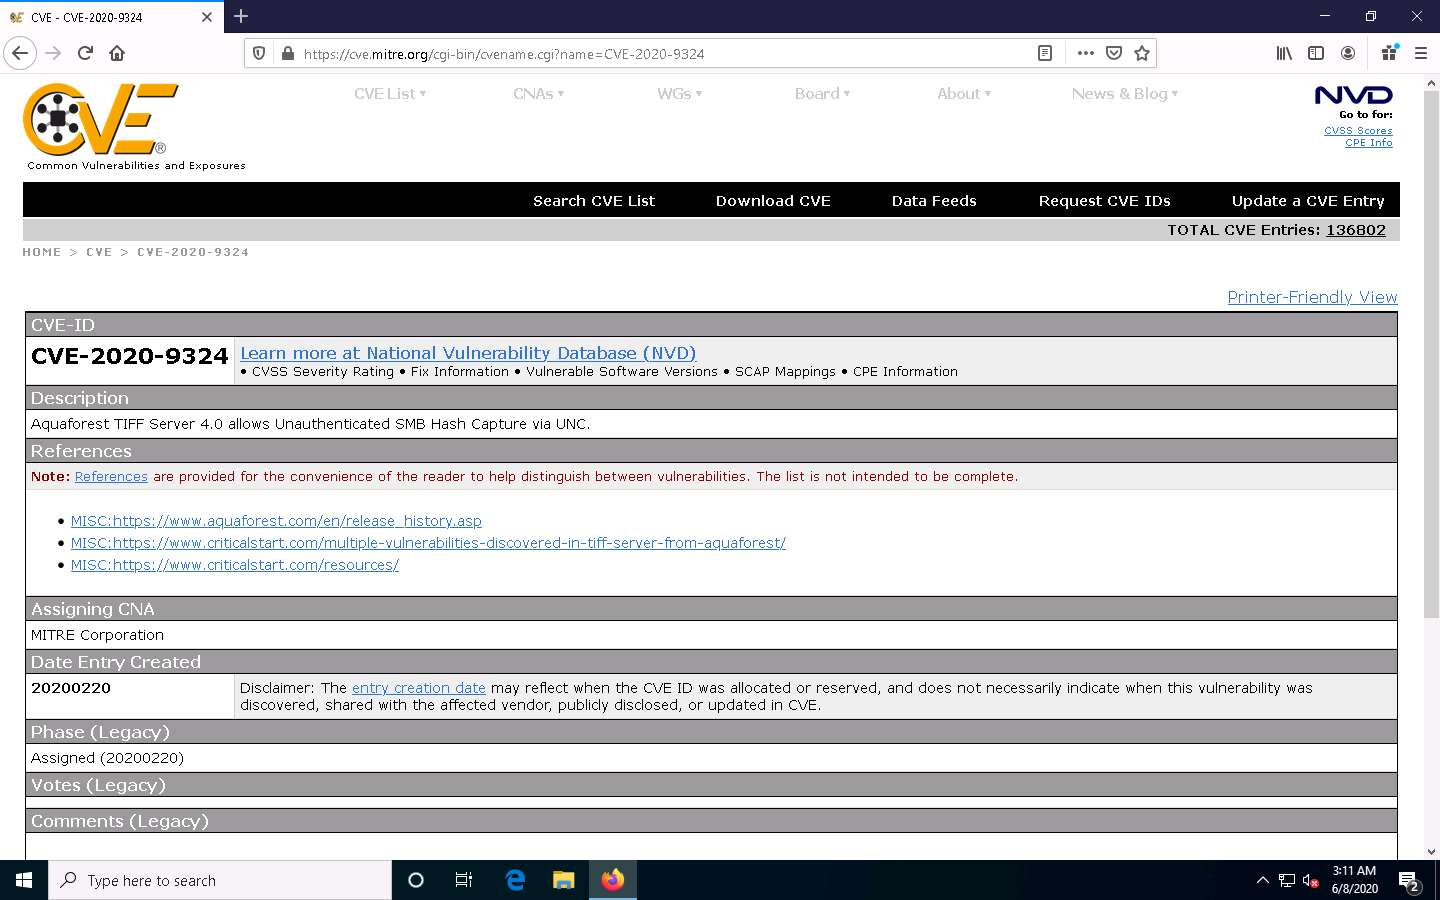 CVE - CVE-2020-9324
https://cve.mitre.org/cgi-bin/cvename.cgi?name=CVE-2020-9324
CVE®
Common Vulnerabilities and Exposures
CVE List▼ CNAs▼ WGs▼ Board▼ About▼ News & Blog▼
NVD
Go to for:
CVSS Scores
CPE Info
Search CVE List Download CVE Data Feeds Request CVE IDs Update a CVE Entry
TOTAL CVE Entries: 136802
HOME > CVE > CVE-2020-9324
Printer-Friendly View
CVE-ID
CVE-2020-9324 Learn more at National Vulnerability Database (NVD)
• CVSS Severity Rating • Fix Information • Vulnerable Software Versions • SCAP Mappings • CPE Information
Description
Aquaforest TIFF Server 4.0 allows Unauthenticated SMB Hash Capture via UNC.
References
Note: References are provided for the convenience of the reader to help distinguish between vulnerabilities. The list is not intended to be complete.
• MISC:https://www.aquaforest.com/en/release_history.asp
• MISC:https://www.criticalstart.com/multiple-vulnerabilities-discovered-in-tiff-server-from-aquaforest/
• MISC:https://www.criticalstart.com/resources/
Assigning CNA
MITRE Corporation
Date Entry Created
20200220 Disclaimer: The entry creation date may reflect when the CVE ID was allocated or reserved, and does not necessarily indicate when this vulnerability was
discovered, shared with the affected vendor, publicly disclosed, or updated in CVE.
Phase (Legacy)
Assigned (20200220)
Votes (Legacy)
Comments (Legacy)
Type here to search
3:11 AM
6/8/2020
2